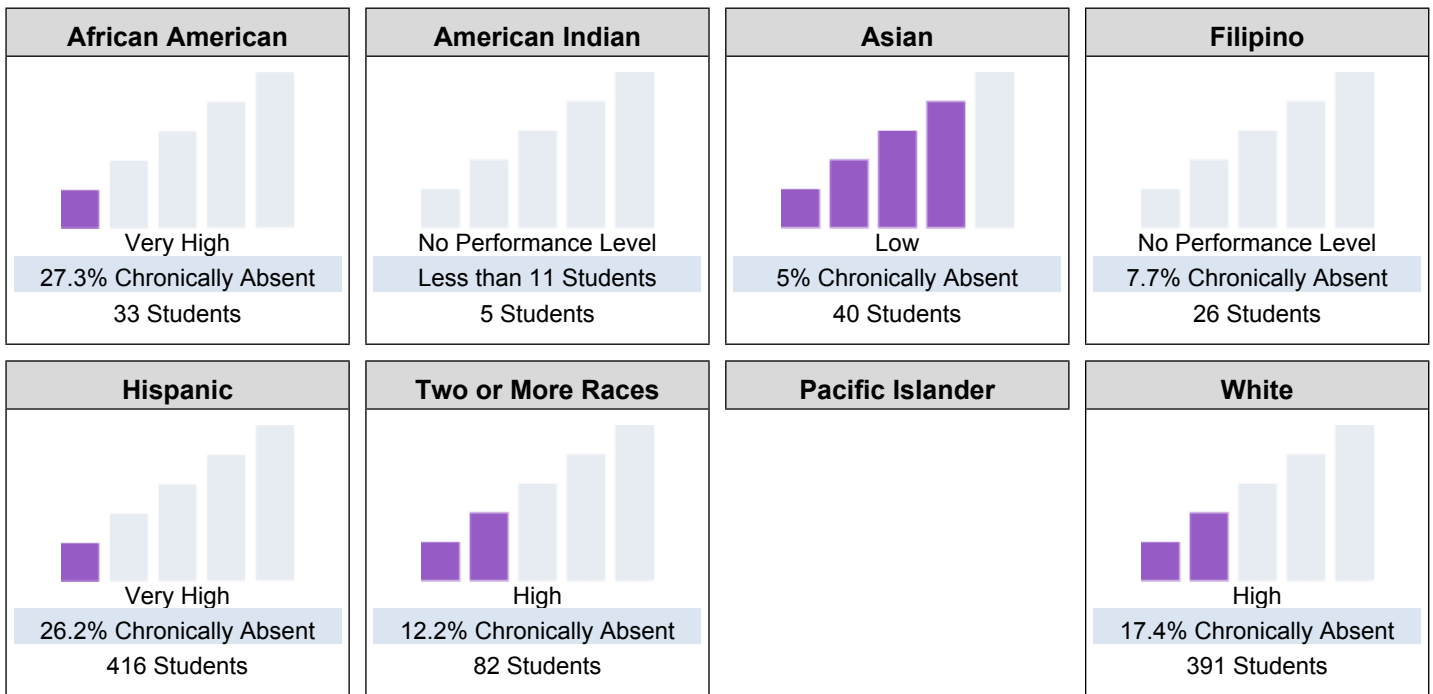 African American
Very High
27.3% Chronically Absent
33 Students
American Indian
No Performance Level
Less than 11 Students
5 Students
Asian
Low
5% Chronically Absent
40 Students
Filipino
No Performance Level
7.7% Chronically Absent
26 Students
Hispanic
Very High
26.2% Chronically Absent
416 Students
Two or More Races
High
12.2% Chronically Absent
82 Students
Pacific Islander
White
High
17.4% Chronically Absent
391 Students